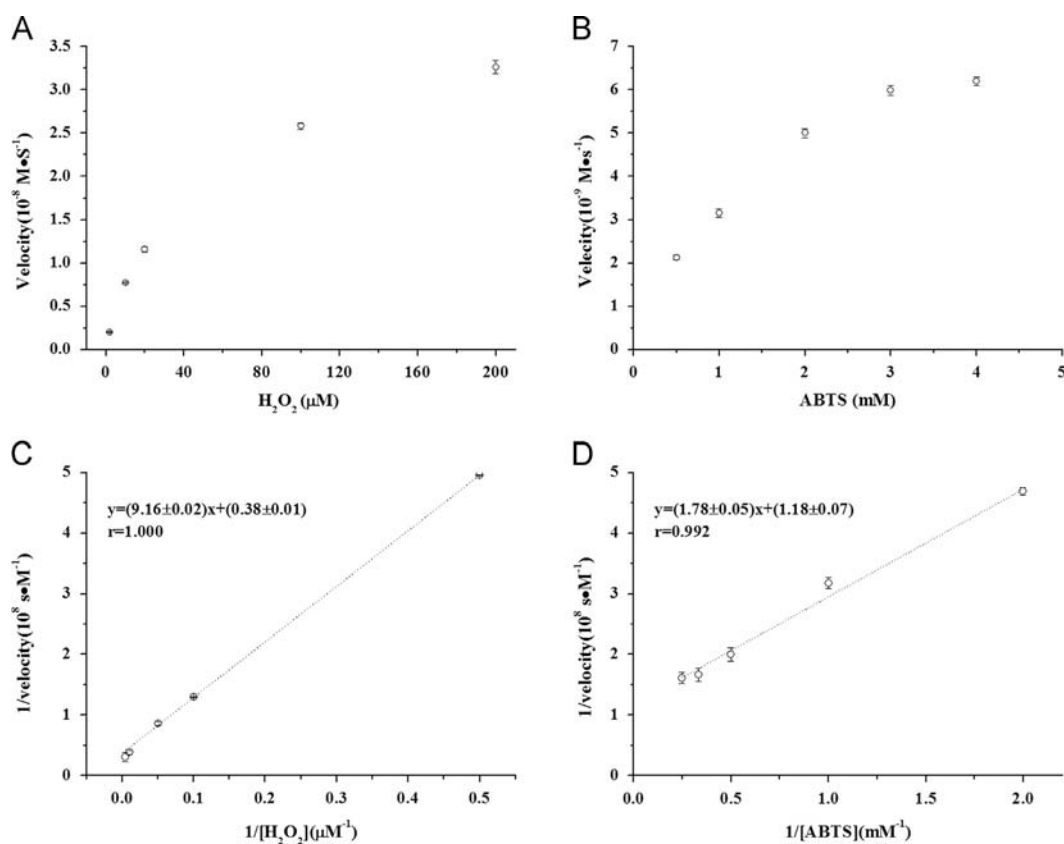 A
3.5
3.0
2.5
2.0
1.5
1.0
0.5
0.0
Velocity(10⁻⁸ M•S⁻¹)
0 40 80 120 160 200
H₂O₂ (μM)
B
7
6
5
4
3
2
1
0
Velecity(10⁻⁹ M•s⁻¹)
0 1 2 3 4 5
ABTS (mM)
C
y=(9.16±0.02)x+(0.38±0.01)
r=1.000
5
4
3
2
1
0
1/velocity(10⁸ s•M⁻¹)
0.0 0.1 0.2 0.3 0.4 0.5
1/[H₂O₂](μM⁻¹)
D
y=(1.78±0.05)x+(1.18±0.07)
r=0.992
5
4
3
2
1
0
1/velocity(10⁸ s•M⁻¹)
0.0 0.5 1.0 1.5 2.0
1/[ABTS](mM⁻¹)